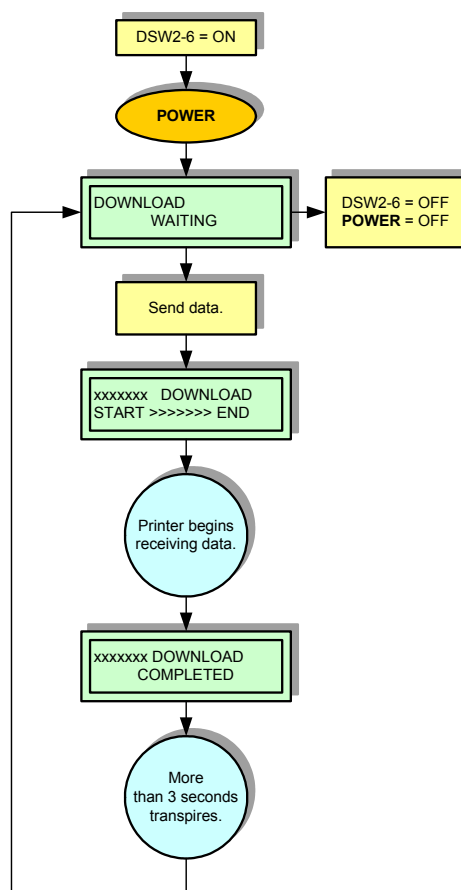 DSW2-6 = ON
POWER
DOWNLOAD
WAITING
DSW2-6 = OFF
POWER = OFF
Send data.
xxxxxxx DOWNLOAD
START >>>>>>> END
Printer begins
receiving data.
xxxxxxx DOWNLOAD
COMPLETED
More
than 3 seconds
transpires.